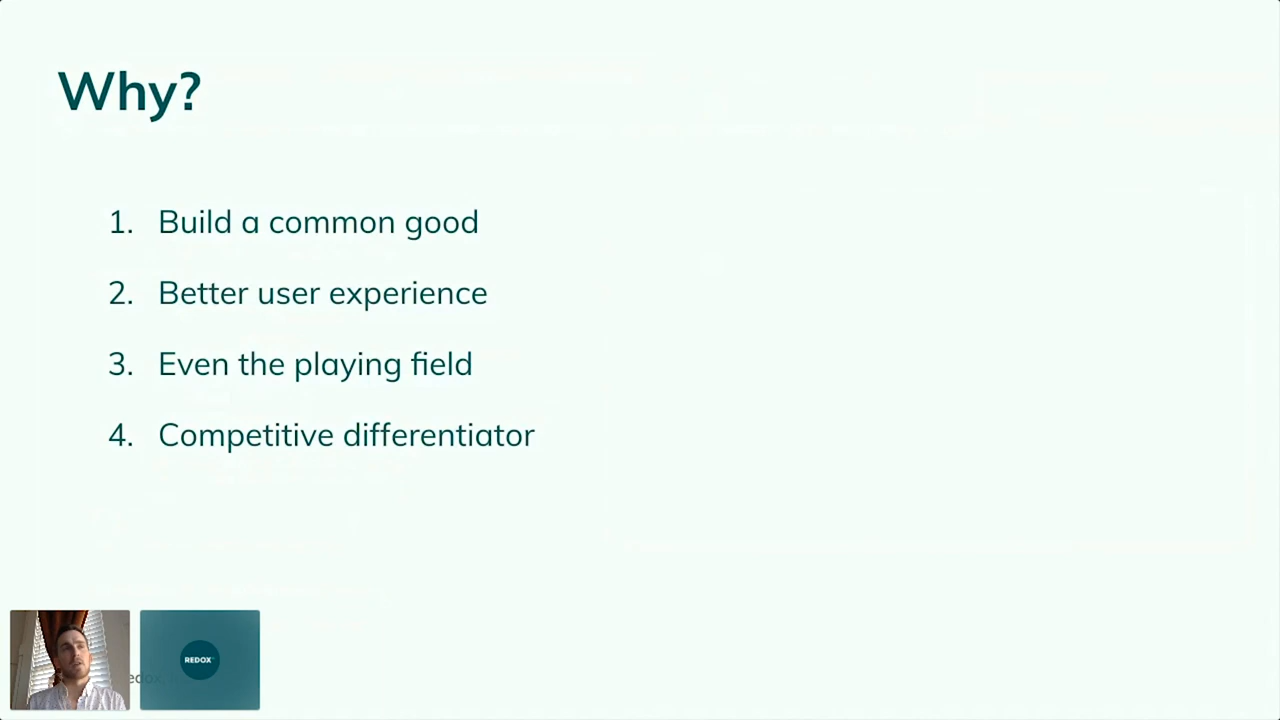 Why?
1. Build a common good
2. Better user experience
3. Even the playing field
4. Competitive differentiator
REDOX